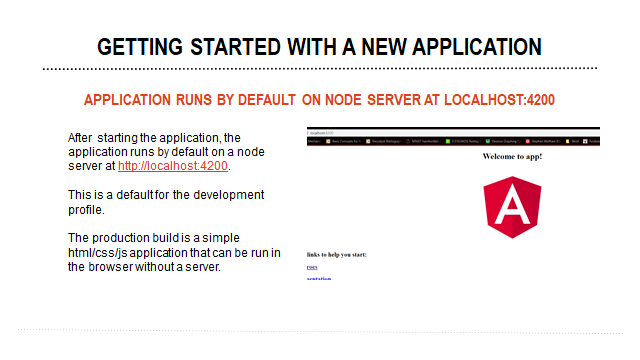 GETTING STARTED WITH A NEW APPLICATION
APPLICATION RUNS BY DEFAULT ON NODE SERVER AT LOCALHOST:4200
After starting the application, the
application runs by default on a node
server at http://localhost:4200.
This is a default for the development
profile.
The production build is a simple
html/css/js application that can be run in
the browser without a server.
Welcome to app!
A
links to help you start: